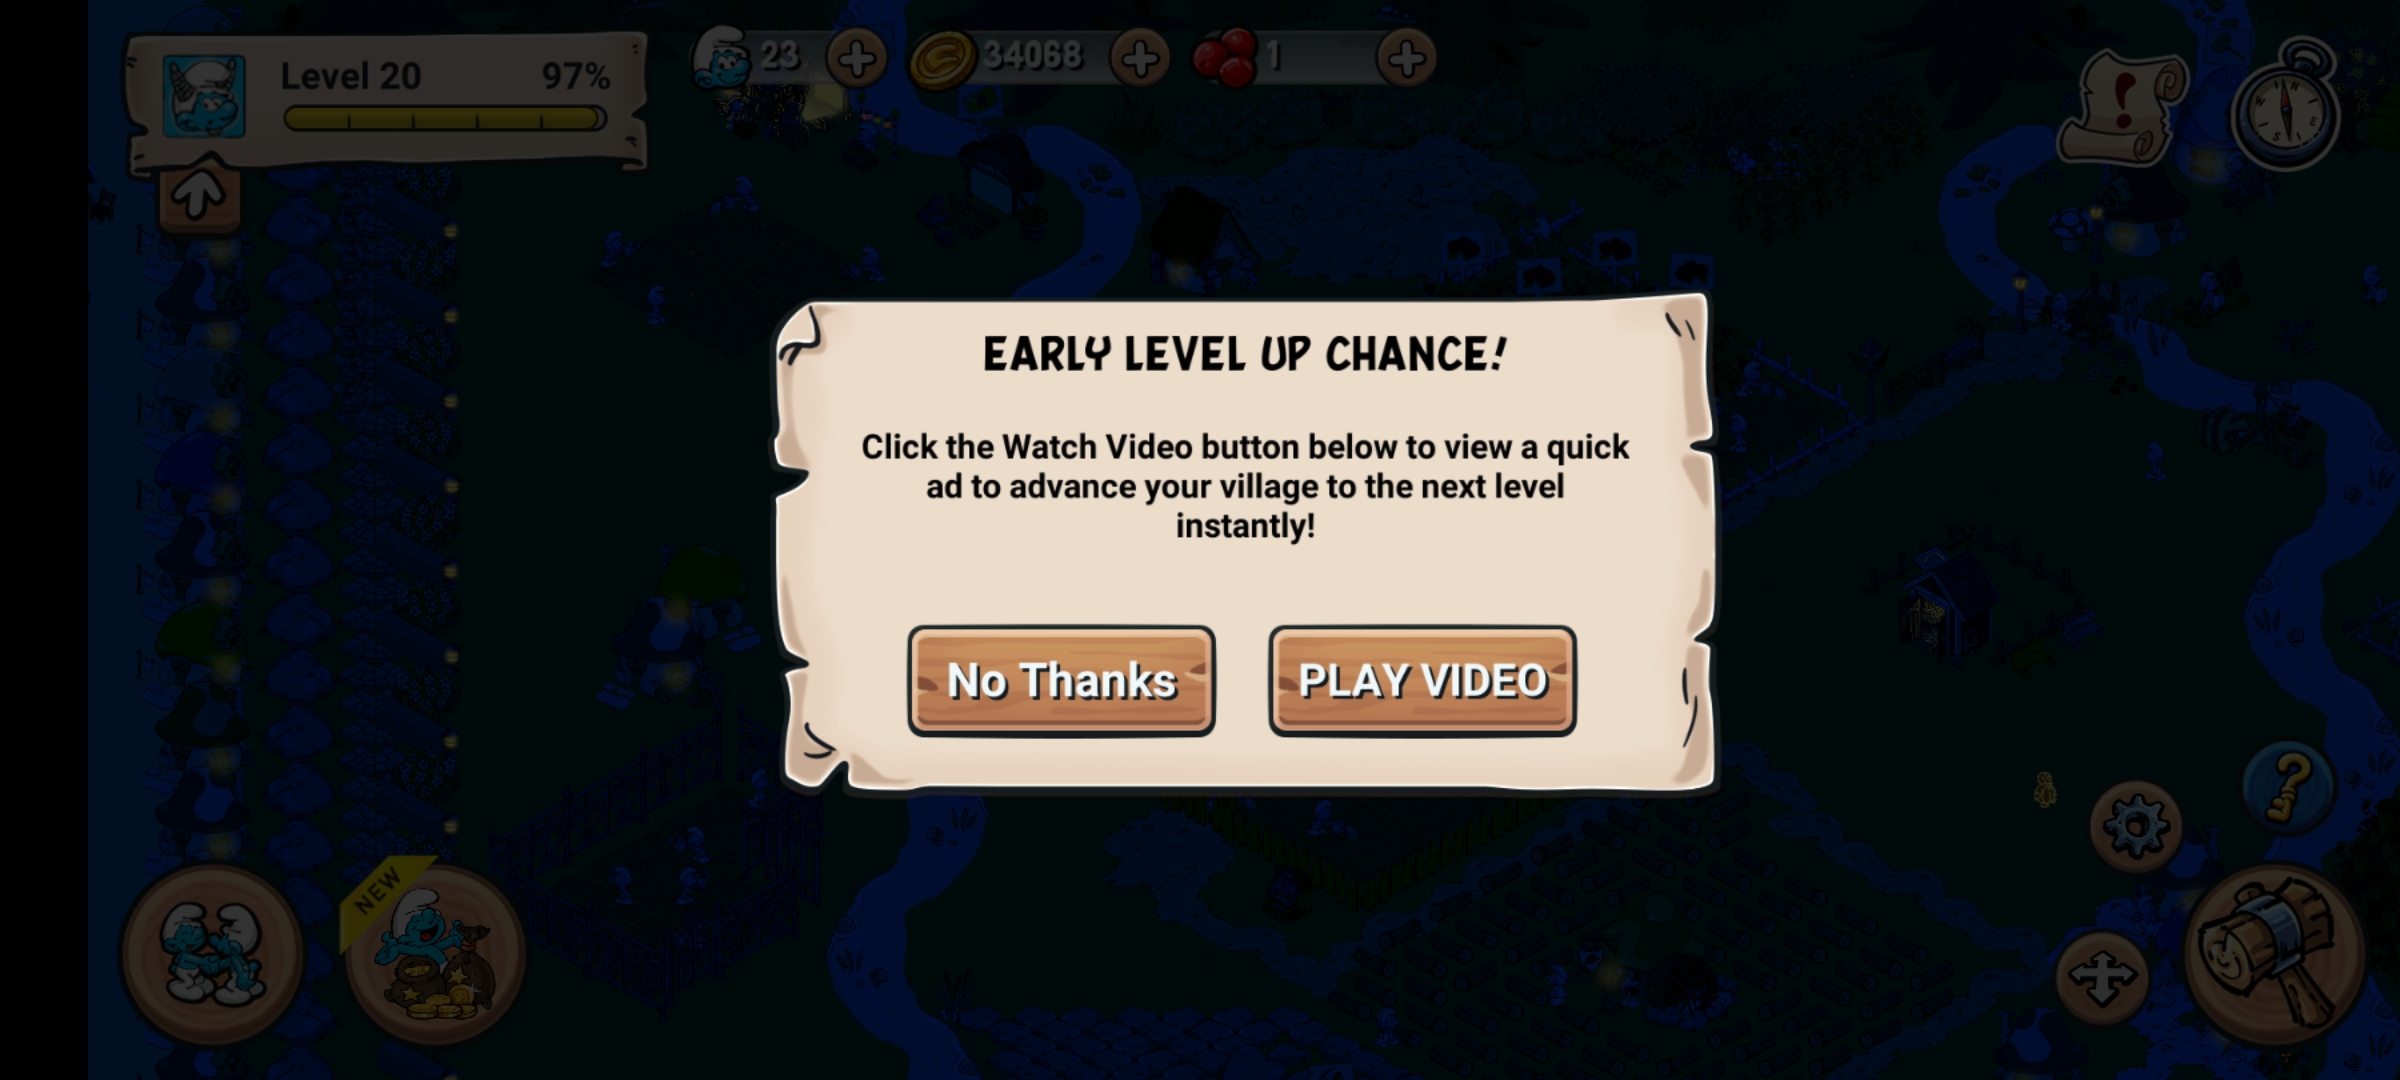 Level 20 97%
23
34068
1
EARLY LEVEL UP CHANCE!
Click the Watch Video button below to view a quick
ad to advance your village to the next level
instantly!
No Thanks
PLAY VIDEO
NEW